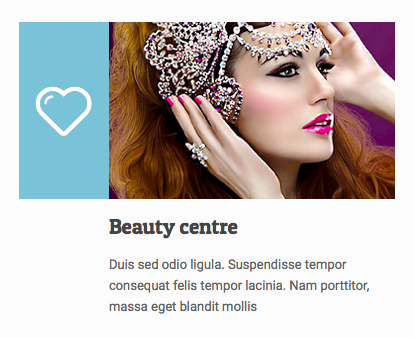 Beauty centre
Duis sed odio ligula. Suspendisse tempor
consequat felis tempor lacinia. Nam porttitor,
massa eget blandit mollis